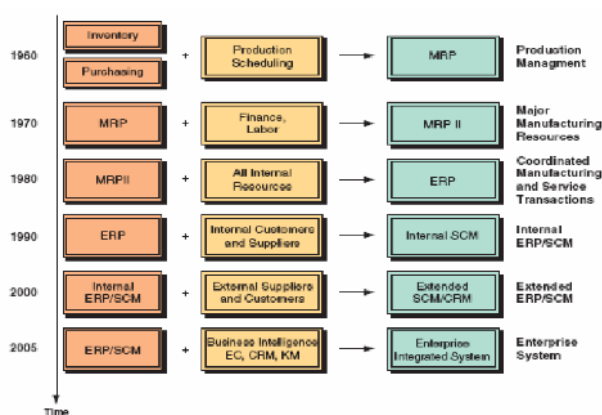 Inventory
1960
Purchasing
+
Production
Scheduling
MRP
Production
Managment
1970
MRP
+
Finance,
Labor
MRP II
Major
Manufacturing
Resources
1980
MRPII
+
All Internal
Resources
ERP
Coordinated
Manufacturing
and Service
Transactions
1990
ERP
+
Internal Customers
and Suppliers
Internal SCM
Internal
ERP/SCM
2000
Internal
ERP/SCM
+
External Suppliers
and Customers
Extended
SCM/CRM
Extended
ERP/SCM
2005
ERP/SCM
+
Business Intelligence
EC, CRM, KM
Enterprise
Integrated System
Enterprise
System
Time